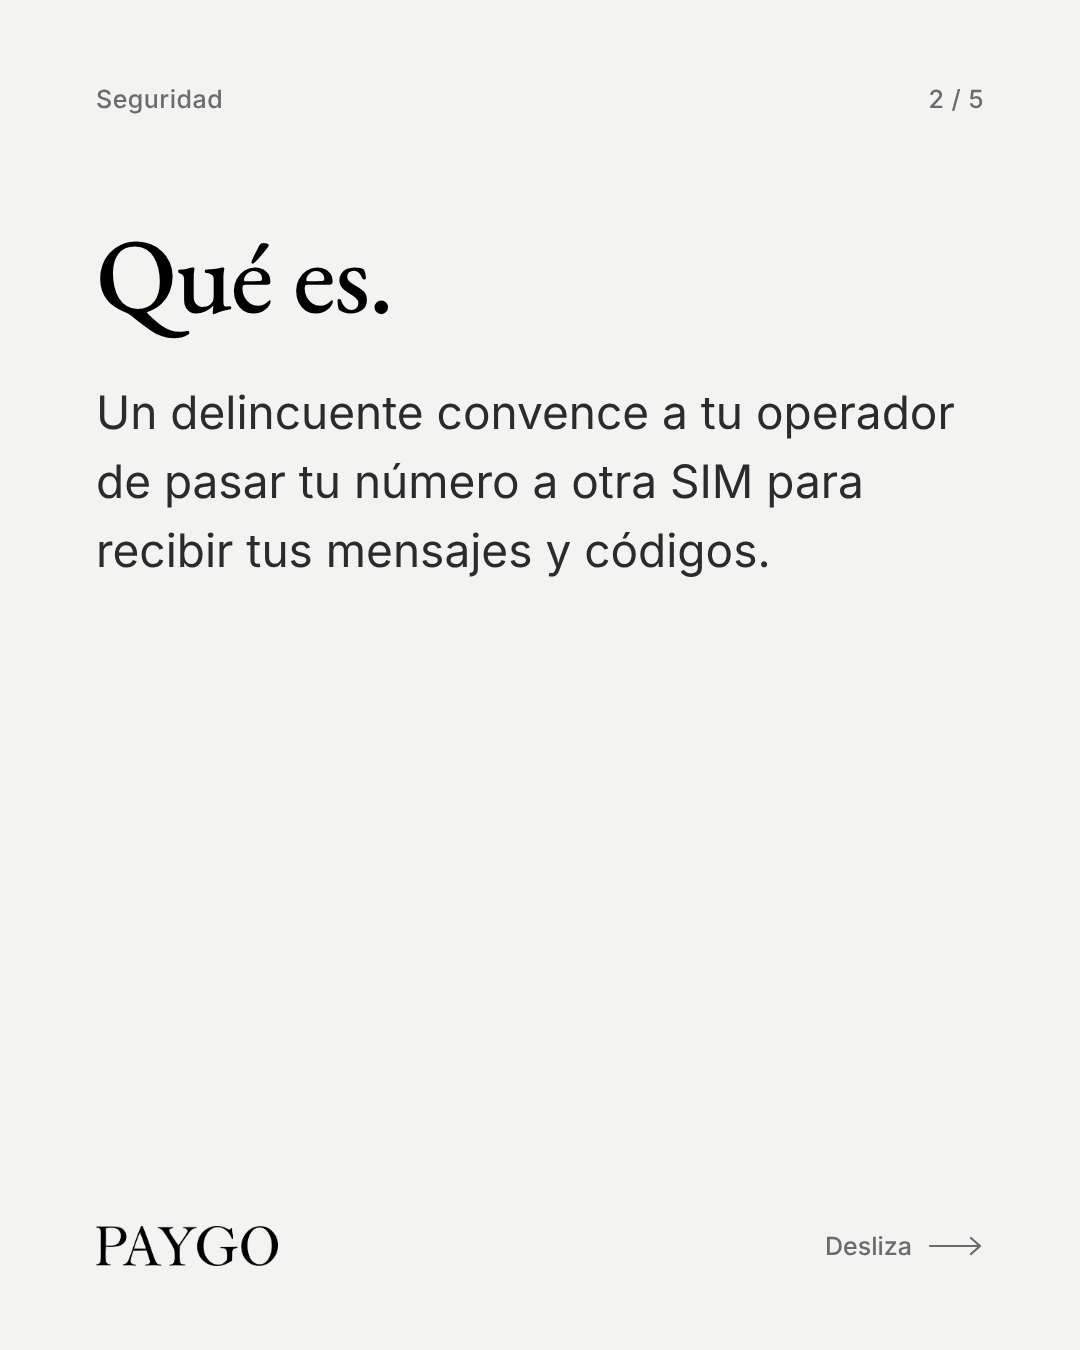 Seguridad
2 / 5
Qué es.
Un delincuente convence a tu operador
de pasar tu número a otra SIM para
recibir tus mensajes y códigos.
PAYGO
Desliza